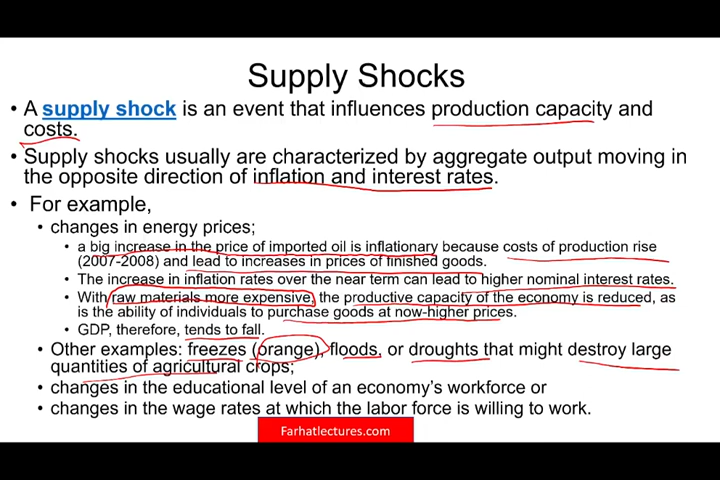 Supply Shocks
• A supply shock is an event that influences production capacity and
costs.
• Supply shocks usually are characterized by aggregate output moving in
the opposite direction of inflation and interest rates.
• For example,
• changes in energy prices;
• a big increase in the price of imported oil is inflationary because costs of production rise
(2007-2008) and lead to increases in prices of finished goods.
• The increase in inflation rates over the near term can lead to higher nominal interest rates.
• With raw materials more expensive, the productive capacity of the economy is reduced, as
is the ability of individuals to purchase goods at now-higher prices.
• GDP, therefore, tends to fall.
• Other examples: freezes (orange), floods, or droughts that might destroy large
quantities of agricultural crops;
• changes in the educational level of an economy's workforce or
• changes in the wage rates at which the labor force is willing to work.
Farhatlectures.com